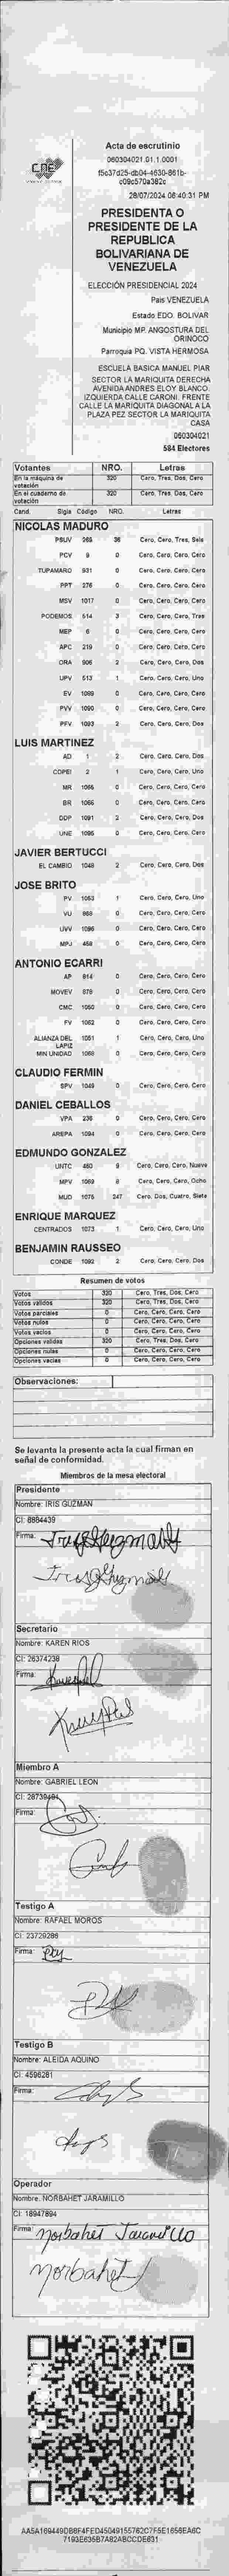 CNE
Acta de escrutinio
060304021.01.1.0001
f5c37d25-db04-4630-861b-
c09c570a382c
28/07/2024 06:40:31 PM
PRESIDENTA O
PRESIDENTE DE LA
REPUBLICA
BOLIVARIANA DE
VENEZUELA
ELECCIÓN PRESIDENCIAL 2024
Pais VENEZUELA
Estado EDO. BOLIVAR
Municipio MP. ANGOSTURA DEL
ORINOCO
Parroquia PQ. VISTA HERMOSA
ESCUELA BASICA MANUEL PIAR
SECTOR LA MARIQUITA DERECHA
AVENIDA ANDRES ELOY BLANCO.
IZQUIERDA CALLE CARONI. FRENTE
CALLE LA MARIQUITA DIAGONAL A LA
PLAZA PEZ SECTOR LA MARIQUITA
CASA
060304021
584 Electores
Votantes NRO. Letras
En la máquina de votación 320 Cero, Tres, Dos, Cero
En el cuaderno de votación 320 Cero, Tres, Dos, Cero
Cand. Sigla Código NRO. Letras
NICOLAS MADURO
PSUV 269 36 Cero, Cero, Tres, Seis
PCV 9 0 Cero, Cero, Cero, Cero
TUPAMARO 931 0 Cero, Cero, Cero, Cero
PPT 276 0 Cero, Cero, Cero, Cero
MSV 1017 0 Cero, Cero, Cero, Cero
PODEMOS 514 3 Cero, Cero, Cero, Tres
MEP 6 0 Cero, Cero, Cero, Cero
APC 219 0 Cero, Cero, Cero, Cero
ORA 906 2 Cero, Cero, Cero, Dos
UPV 513 1 Cero, Cero, Cero, Uno
EV 1089 0 Cero, Cero, Cero, Cero
PVV 1090 0 Cero, Cero, Cero, Cero
PFV 1093 2 Cero, Cero, Cero, Dos
LUIS MARTINEZ
AD 1 2 Cero, Cero, Cero, Dos
COPEI 2 1 Cero, Cero, Cero, Uno
MR 1056 0 Cero, Cero, Cero, Cero
BR 1065 0 Cero, Cero, Cero, Cero
DDP 1091 2 Cero, Cero, Cero, Dos
UNE 1095 0 Cero, Cero, Cero, Cero
JAVIER BERTUCCI
EL CAMBIO 1048 2 Cero, Cero, Cero, Dos
JOSE BRITO
PV 1053 1 Cero, Cero, Cero, Uno
VU 868 0 Cero, Cero, Cero, Cero
UVV 1096 0 Cero, Cero, Cero, Cero
MPJ 458 0 Cero, Cero, Cero, Cero
ANTONIO ECARRI
AP 814 0 Cero, Cero, Cero, Cero
MOVEV 879 0 Cero, Cero, Cero, Cero
CMC 1050 0 Cero, Cero, Cero, Cero
FV 1062 0 Cero, Cero, Cero, Cero
ALIANZA DEL LAPIZ 1051 1 Cero, Cero, Cero, Uno
MIN UNIDAD 1068 0 Cero, Cero, Cero, Cero
CLAUDIO FERMIN
SPV 1049 0 Cero, Cero, Cero, Cero
DANIEL CEBALLOS
VPA 236 0 Cero, Cero, Cero, Cero
AREPA 1094 0 Cero, Cero, Cero, Cero
EDMUNDO GONZALEZ
UNTC 460 9 Cero, Cero, Cero, Nueve
MPV 1069 8 Cero, Cero, Cero, Ocho
MUD 1075 247 Cero, Dos, Cuatro, Siete
ENRIQUE MARQUEZ
CENTRADOS 1073 1 Cero, Cero, Cero, Uno
BENJAMIN RAUSSEO
CONDE 1092 2 Cero, Cero, Cero, Dos
Resumen de votos
Votos 320 Cero, Tres, Dos, Cero
Votos válidos 320 Cero, Tres, Dos, Cero
Votos parciales 0 Cero, Cero, Cero, Cero
Votos nulos 0 Cero, Cero, Cero, Cero
Votos vacíos 0 Cero, Cero, Cero, Cero
Opciones válidas 320 Cero, Tres, Dos, Cero
Opciones nulas 0 Cero, Cero, Cero, Cero
Opciones vacías 0 Cero, Cero, Cero, Cero
Observaciones:
Se levanta la presente acta la cual firman en
señal de conformidad.
Miembros de la mesa electoral
Presidente
Nombre: IRIS GUZMAN
CI: 8884439
Firma:
Secretario
Nombre: KAREN RIOS
CI: 26374238
Firma:
Miembro A
Nombre: GABRIEL LEON
CI: 28739491
Firma:
Testigo A
Nombre: RAFAEL MOROS
CI: 23729286
Firma:
Testigo B
Nombre: ALEIDA AQUINO
CI: 4596281
Firma:
Operador
Nombre: NORBAHET JARAMILLO
CI: 18947894
Firma: Norbahet Jaramillo
Norbahet
AA5A169449DB8F4FED45049155762C7F5E1656EA6C
7193E635B7A82ABCCDE631